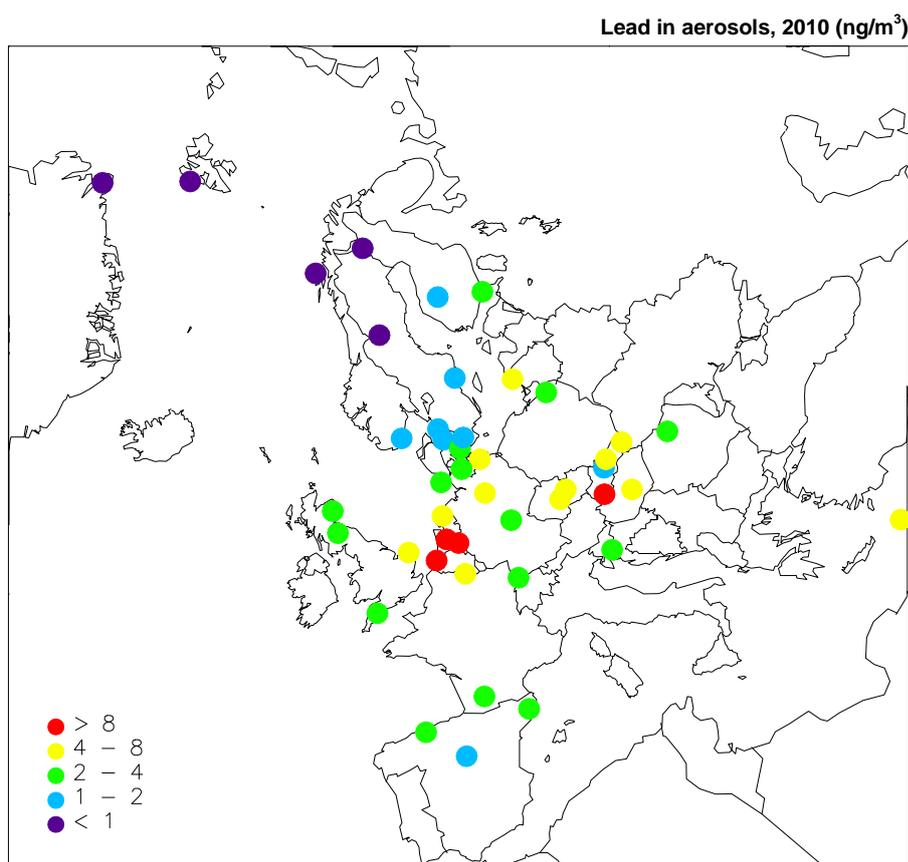 Lead in aerosols, 2010 (ng/m³)
> 8
4 – 8
2 – 4
1 – 2
< 1